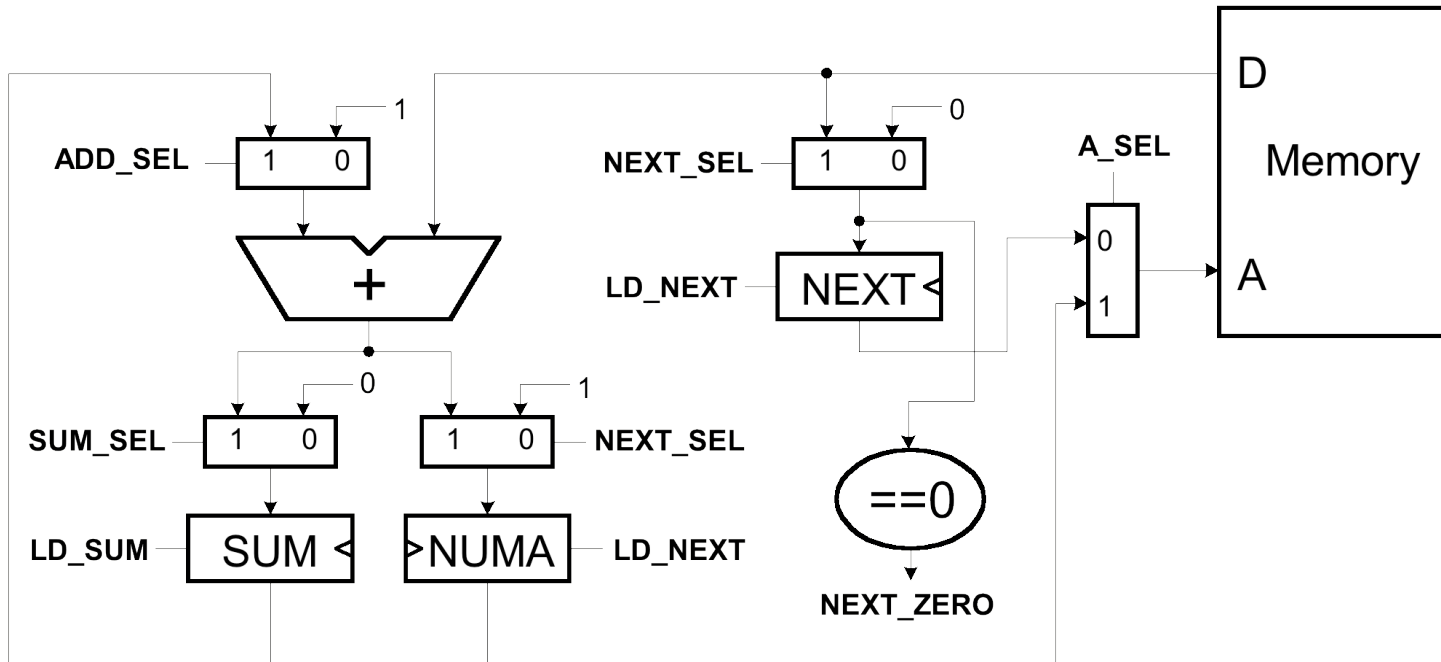 D
1
0
ADD_SEL
1 0
NEXT_SEL
1 0
A_SEL
Memory
0
1
A
+
LD_NEXT
NEXT <
0
1
SUM_SEL
1 0
1 0
NEXT_SEL
==0
LD_SUM
SUM <
> NUMA
LD_NEXT
NEXT_ZERO